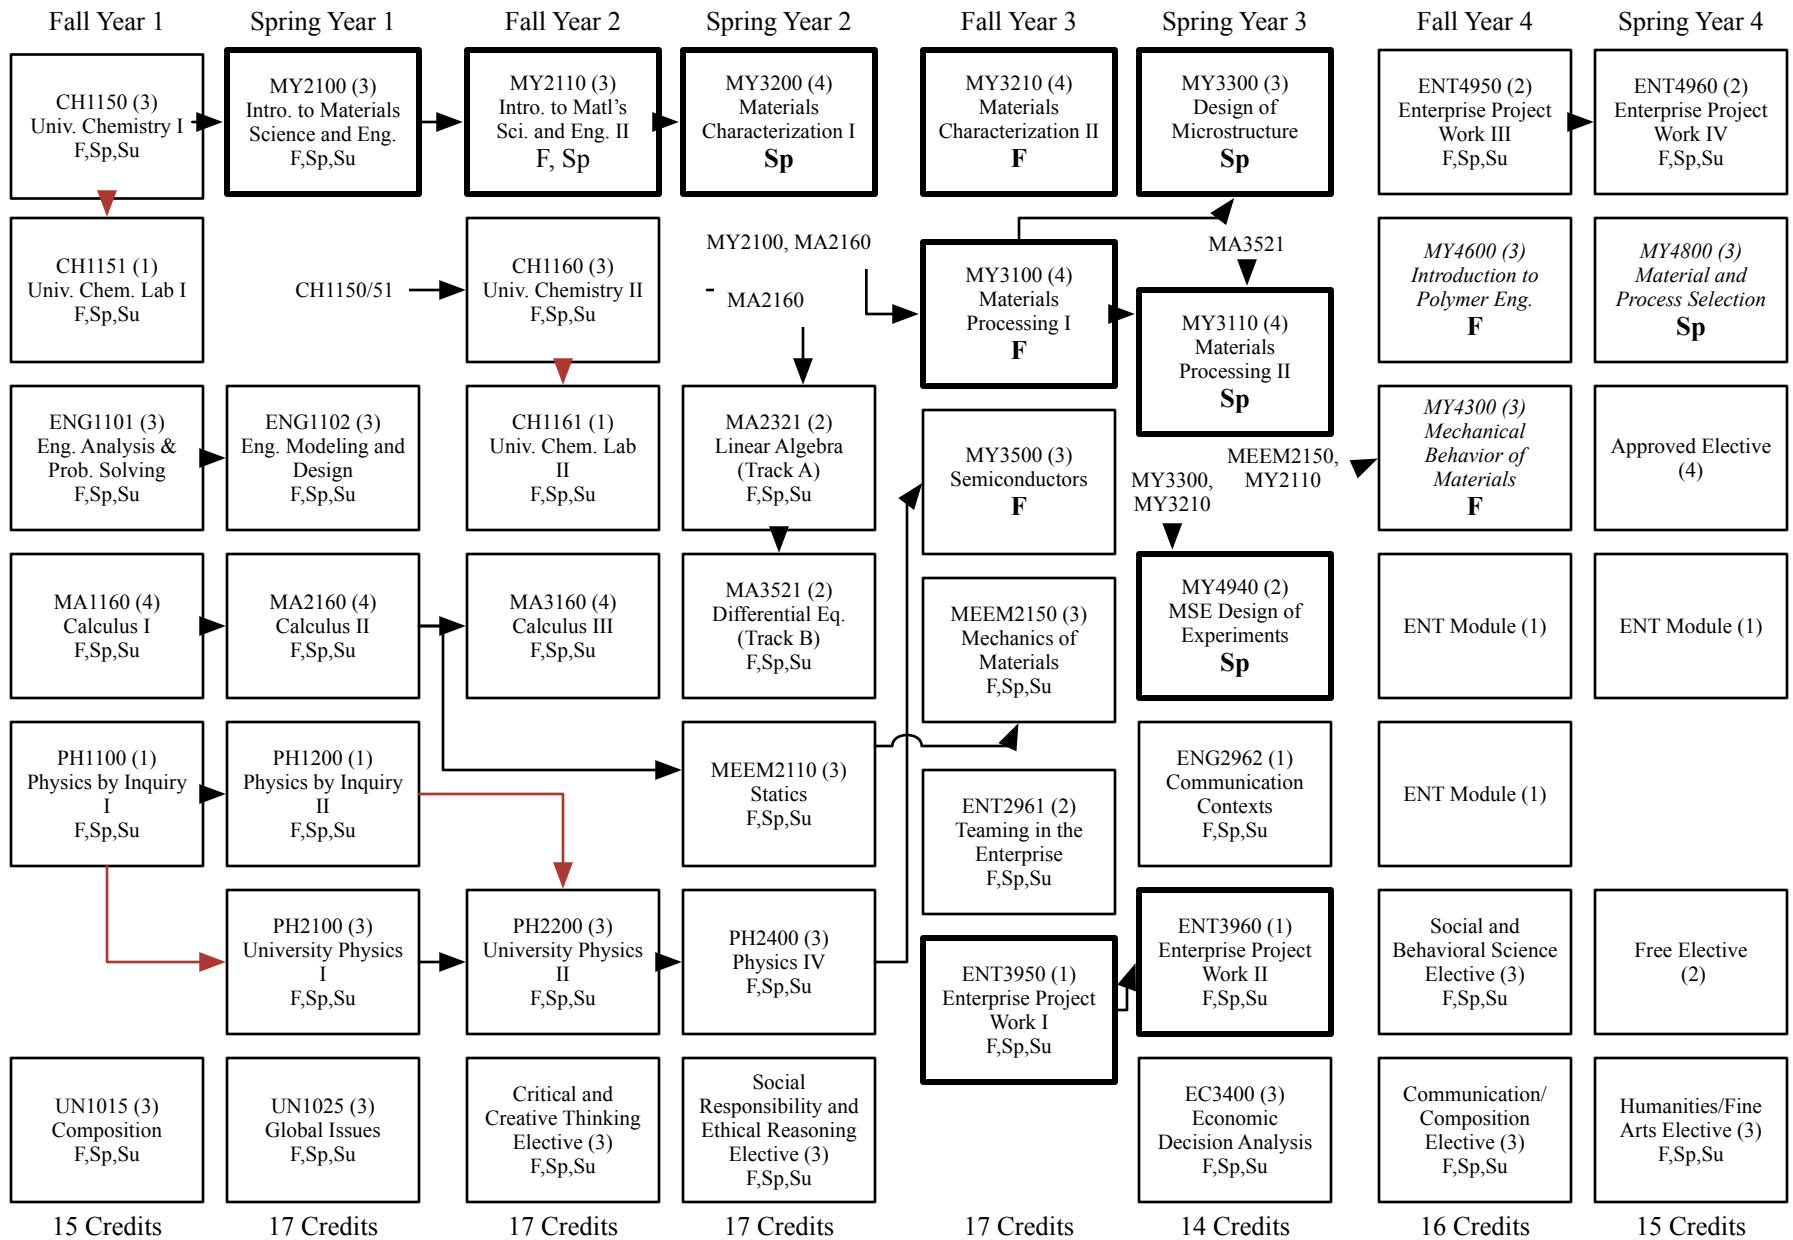 Fall Year 1
CH1150 (3)
Univ. Chemistry I
F,Sp,Su
CH1151 (1)
Univ. Chem. Lab I
F,Sp,Su
ENG1101 (3)
Eng. Analysis &
Prob. Solving
F,Sp,Su
MA1160 (4)
Calculus I
F,Sp,Su
PH1100 (1)
Physics by Inquiry
I
F,Sp,Su
UN1015 (3)
Composition
F,Sp,Su
15 Credits
Spring Year 1
MY2100 (3)
Intro. to Materials
Science and Eng.
F,Sp,Su
ENG1102 (3)
Eng. Modeling and
Design
F,Sp,Su
MA2160 (4)
Calculus II
F,Sp,Su
PH1200 (1)
Physics by Inquiry
II
F,Sp,Su
PH2100 (3)
University Physics
I
F,Sp,Su
UN1025 (3)
Global Issues
F,Sp,Su
17 Credits
Fall Year 2
MY2110 (3)
Intro. to Matl’s
Sci. and Eng. II
F, Sp
CH1150/51
CH1160 (3)
Univ. Chemistry II
F,Sp,Su
CH1161 (1)
Univ. Chem. Lab
II
F,Sp,Su
MA3160 (4)
Calculus III
F,Sp,Su
PH2200 (3)
University Physics
II
F,Sp,Su
Critical and
Creative Thinking
Elective (3)
F,Sp,Su
17 Credits
Spring Year 2
MY3200 (4)
Materials
Characterization I
Sp
MY2100, MA2160
MA2160
MA2321 (2)
Linear Algebra
(Track A)
F,Sp,Su
MA3521 (2)
Differential Eq.
(Track B)
F,Sp,Su
MEEM2110 (3)
Statics
F,Sp,Su
PH2400 (3)
Physics IV
F,Sp,Su
Social
Responsibility and
Ethical Reasoning
Elective (3)
F,Sp,Su
17 Credits
Fall Year 3
MY3210 (4)
Materials
Characterization II
F
MY3100 (4)
Materials
Processing I
F
MY3500 (3)
Semiconductors
F
MEEM2150 (3)
Mechanics of
Materials
F,Sp,Su
ENT2961 (2)
Teaming in the
Enterprise
F,Sp,Su
ENT3950 (1)
Enterprise Project
Work I
F,Sp,Su
17 Credits
Spring Year 3
MY3300 (3)
Design of
Microstructure
Sp
MA3521
MY3110 (4)
Materials
Processing II
Sp
MY3300,
MY3210
MY4940 (2)
MSE Design of
Experiments
Sp
ENG2962 (1)
Communication
Contexts
F,Sp,Su
ENT3960 (1)
Enterprise Project
Work II
F,Sp,Su
EC3400 (3)
Economic
Decision Analysis
F,Sp,Su
14 Credits
Fall Year 4
ENT4950 (2)
Enterprise Project
Work III
F,Sp,Su
MY4600 (3)
Introduction to
Polymer Eng.
F
MEEM2150,
MY2110
MY4300 (3)
Mechanical
Behavior of
Materials
F
ENT Module (1)
ENT Module (1)
Social and
Behavioral Science
Elective (3)
F,Sp,Su
Communication/
Composition
Elective (3)
F,Sp,Su
16 Credits
Spring Year 4
ENT4960 (2)
Enterprise Project
Work IV
F,Sp,Su
MY4800 (3)
Material and
Process Selection
Sp
Approved Elective
(4)
ENT Module (1)
Free Elective
(2)
Humanities/Fine
Arts Elective (3)
F,Sp,Su
15 Credits